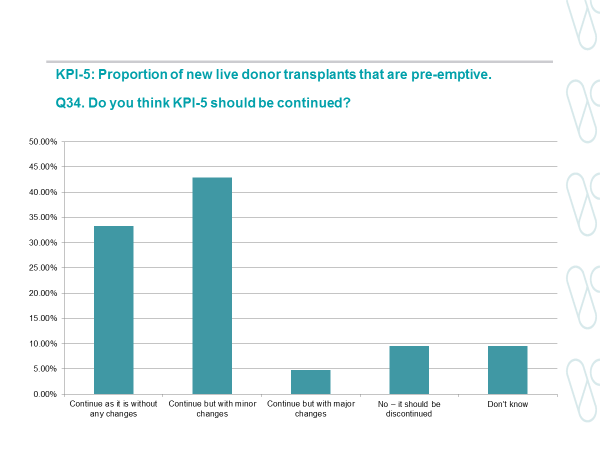 KPI-5: Proportion of new live donor transplants that are pre-emptive.
Q34. Do you think KPI-5 should be continued?
50.00%
45.00%
40.00%
35.00%
30.00%
25.00%
20.00%
15.00%
10.00%
5.00%
0.00%
Continue as it is without
any changes
Continue but with minor
changes
Continue but with major
changes
No – it should be
discontinued
Don't know